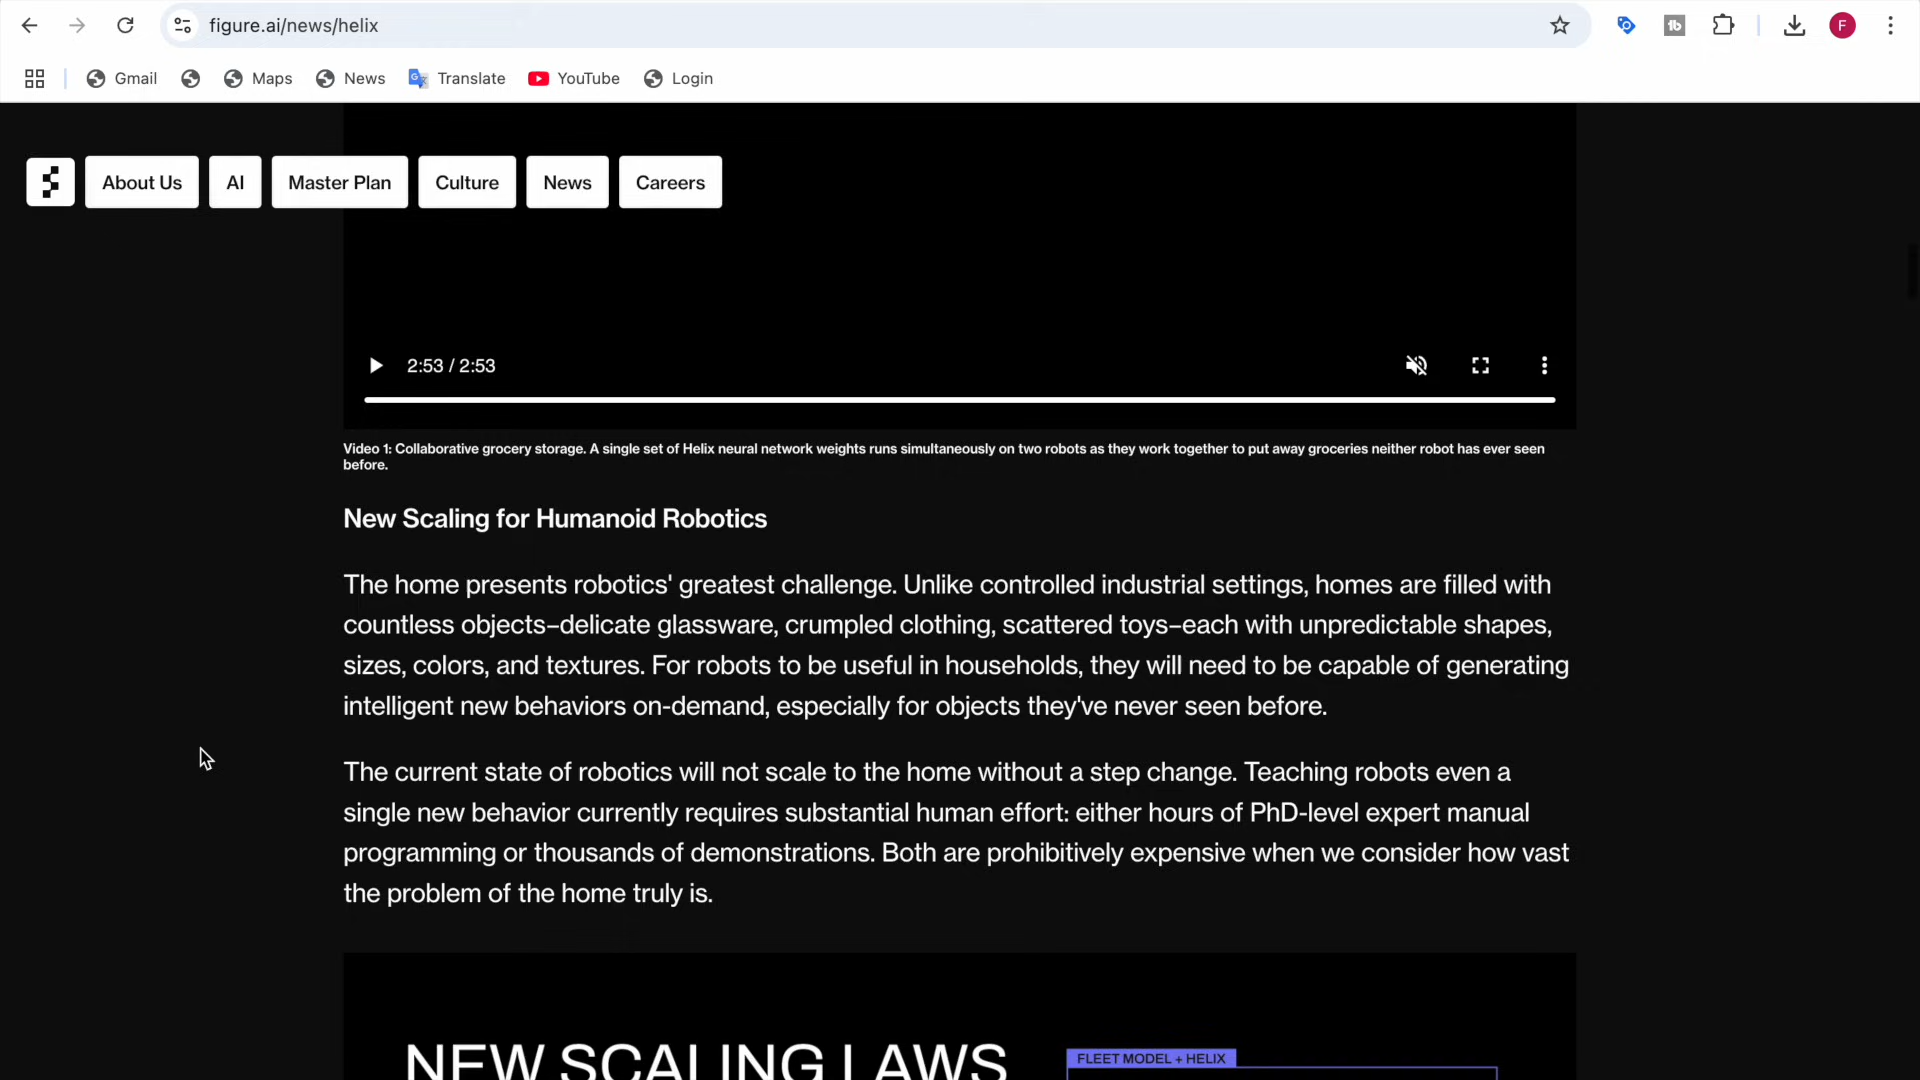 figure.ai/news/helix
F
Gmail
Maps
News
Translate
YouTube
Login
About Us
AI
Master Plan
Culture
News
Careers
2:53 / 2:53
Video 1: Collaborative grocery storage. A single set of Helix neural network weights runs simultaneously on two robots as they work together to put away groceries neither robot has ever seen
before.
New Scaling for Humanoid Robotics
The home presents robotics' greatest challenge. Unlike controlled industrial settings, homes are filled with
countless objects–delicate glassware, crumpled clothing, scattered toys–each with unpredictable shapes,
sizes, colors, and textures. For robots to be useful in households, they will need to be capable of generating
intelligent new behaviors on-demand, especially for objects they've never seen before.
The current state of robotics will not scale to the home without a step change. Teaching robots even a
single new behavior currently requires substantial human effort: either hours of PhD-level expert manual
programming or thousands of demonstrations. Both are prohibitively expensive when we consider how vast
the problem of the home truly is.
NEW SCALING LAWS
FLEET MODEL + HELIX